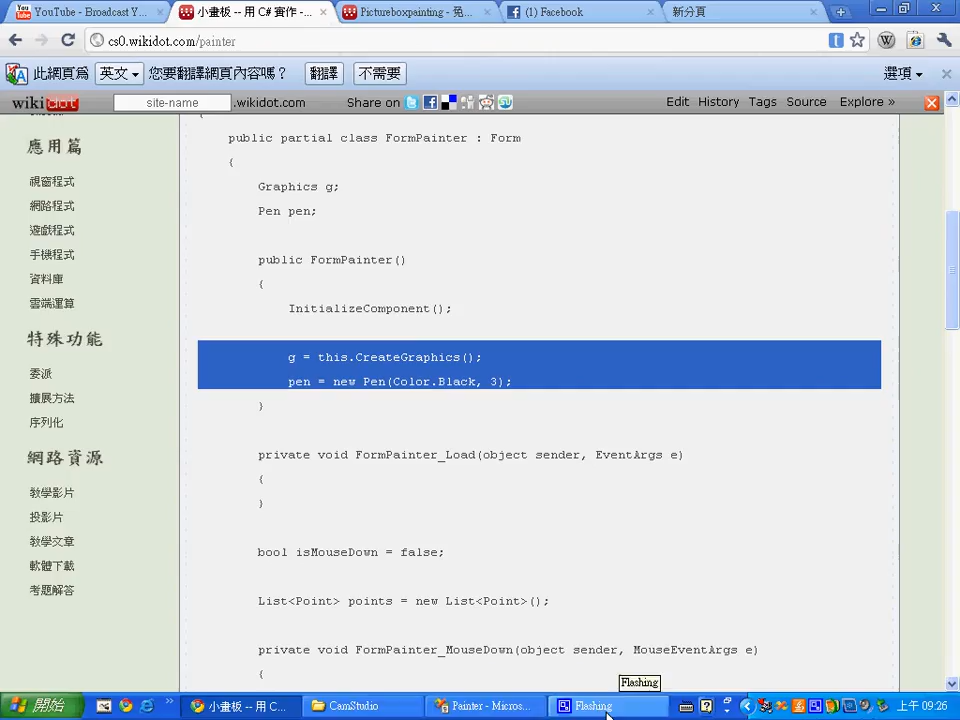 YouTube - Broadcast Y...
小畫板 -- 用 C# 實作 -...
Pictureboxpainting - 免...
(1) Facebook
新分頁
cs0.wikidot.com/painter
此網頁為
英文
您要翻譯網頁內容嗎？
翻譯
不需要
選項
wikidot
site-name
.wikidot.com
Share on
Edit
History
Tags
Source
Explore »
應用篇
視窗程式
網路程式
遊戲程式
手機程式
資料庫
雲端運算
特殊功能
委派
擴展方法
序列化
網路資源
教學影片
投影片
教學文章
軟體下載
考題解答
{
public partial class FormPainter : Form
{
Graphics g;
Pen pen;
public FormPainter()
{
InitializeComponent();
g = this.CreateGraphics();
pen = new Pen(Color.Black, 3);
}
private void FormPainter_Load(object sender, EventArgs e)
{
}
bool isMouseDown = false;
List<Point> points = new List<Point>();
private void FormPainter_MouseDown(object sender, MouseEventArgs e)
{
Flashing
開始
小畫板 -- 用 C...
CamStudio
Painter - Micros...
Flashing
上午 09:26